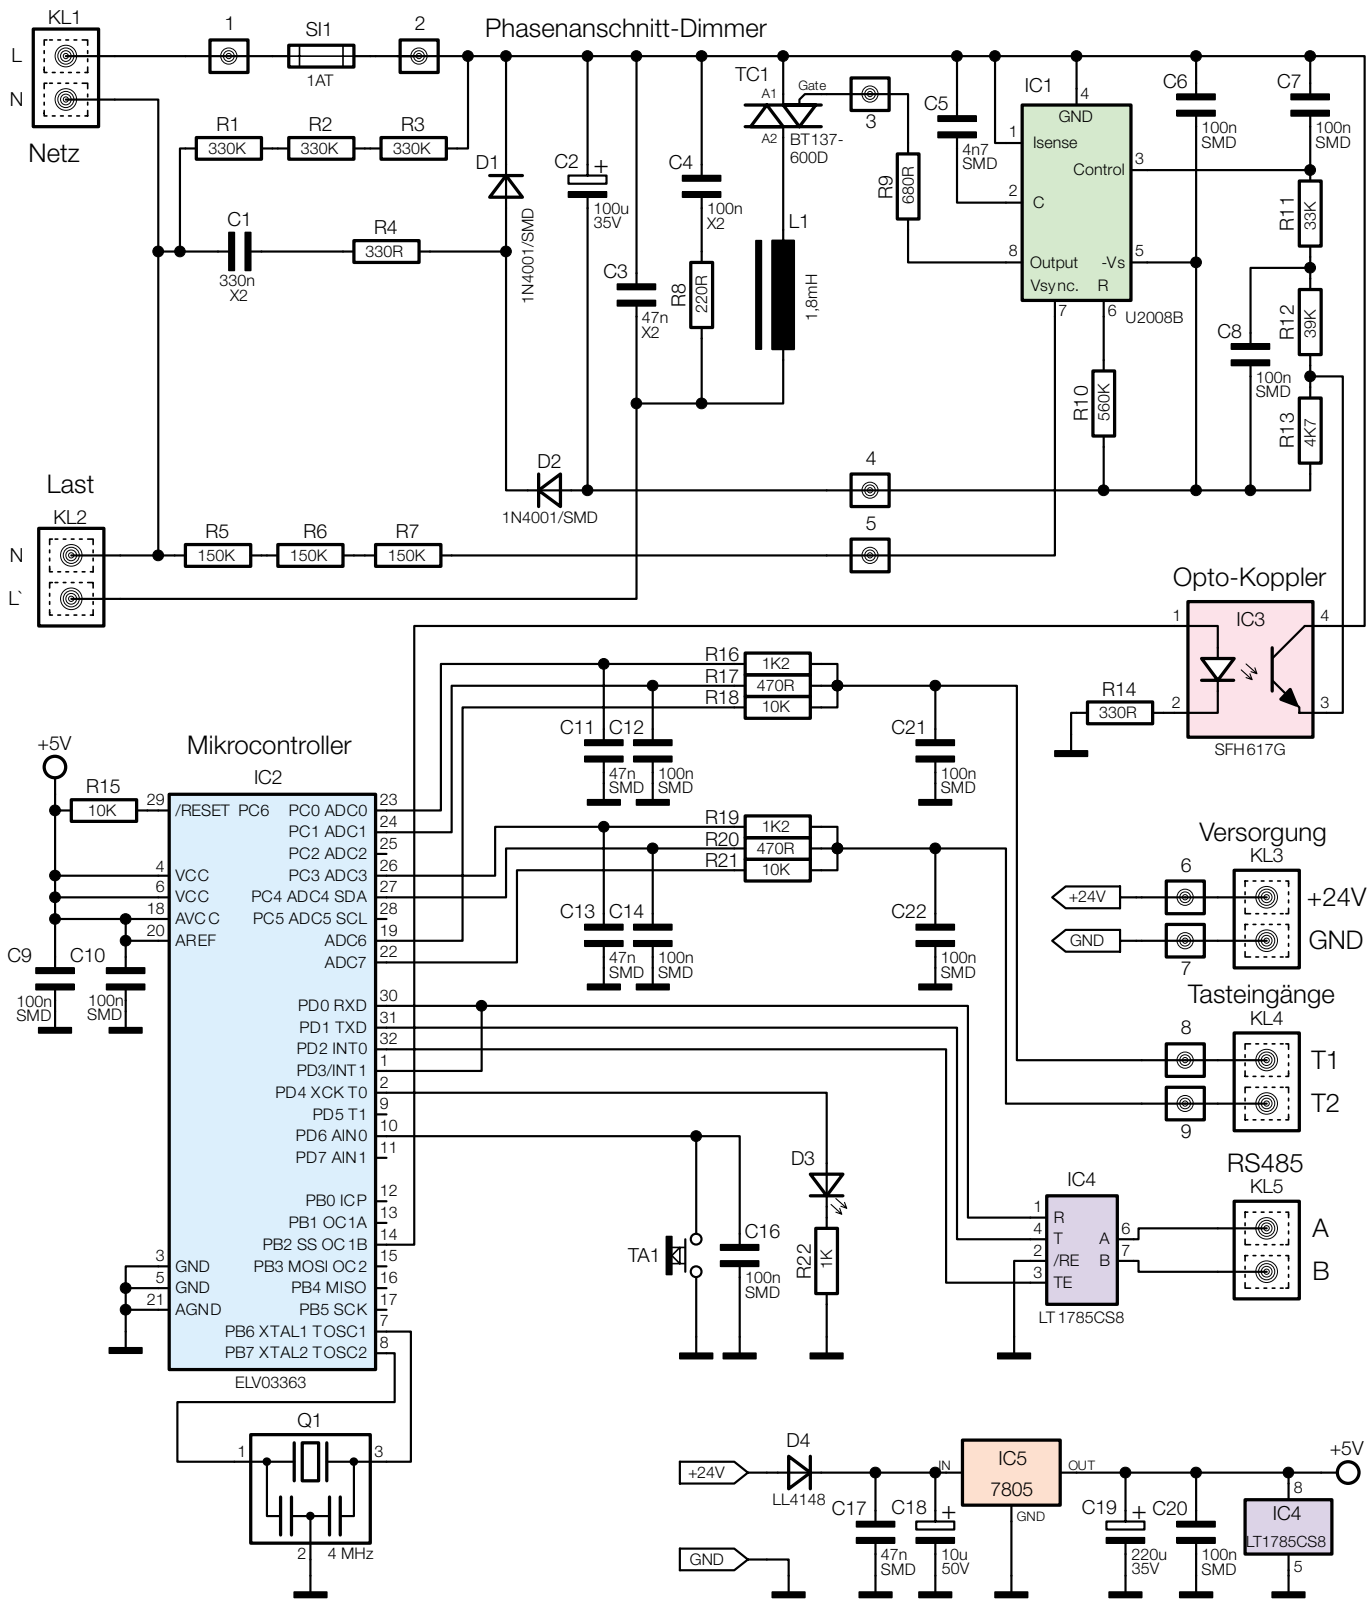 Phasenanschnitt-Dimmer
KL1
L
N
Netz
1
SI1
1AT
2
R1
330K
R2
330K
R3
330K
C1
330n
X2
R4
330R
D1
1N4001/SMD
C2
+
100u
35V
C3
47n
X2
C4
100n
X2
R8
220R
TC1
A1
Gate
A2
BT137-
600D
L1
1,8mH
3
R9
680R
C5
4n7
SMD
IC1
4
GND
1
Isense
Control
3
2
C
8
Output
-Vs
5
Vsync.
R
7
6
U2008B
C6
100n
SMD
C7
100n
SMD
R11
33K
R12
39K
C8
100n
SMD
R13
4K7
R10
560K
D2
1N4001/SMD
4
5
Last
KL2
N
L`
R5
150K
R6
150K
R7
150K
Opto-Koppler
IC3
1
4
2
3
SFH617G
R14
330R
R16
1K2
R17
470R
R18
10K
C11
47n
SMD
C12
100n
SMD
C21
100n
SMD
R19
1K2
R20
470R
R21
10K
C13
47n
SMD
C14
100n
SMD
C22
100n
SMD
+5V
R15
10K
Mikrocontroller
IC2
29
/RESET PC6
PC0 ADC0
23
PC1 ADC1
24
PC2 ADC2
25
4
VCC
PC3 ADC3
26
6
VCC
PC4 ADC4 SDA
27
18
AVCC
PC5 ADC5 SCL
28
20
AREF
ADC6
19
ADC7
22
C9
100n
SMD
C10
100n
SMD
PD0 RXD
30
PD1 TXD
31
PD2 INT0
32
PD3/INT1
1
PD4 XCK T0
2
PD5 T1
9
PD6 AIN0
10
PD7 AIN1
11
PB0 ICP
12
PB1 OC1A
13
PB2 SS OC1B
14
3
GND
PB3 MOSI OC2
15
5
GND
PB4 MISO
16
21
AGND
PB5 SCK
17
PB6 XTAL1 TOSC1
7
PB7 XTAL2 TOSC2
8
ELV03363
Q1
1
3
2
4 MHz
TA1
C16
100n
SMD
D3
R22
1K
Versorgung
KL3
+24V
6
+24V
GND
7
GND
Tasteingänge
KL4
8
T1
9
T2
RS485
KL5
A
B
IC4
1
R
4
T
A
6
2
/RE
B
7
3
TE
LT1785CS8
+24V
D4
LL4148
C17
47n
SMD
C18
+
10u
50V
IN
IC5
7805
OUT
GND
C19
+
220u
35V
C20
100n
SMD
+5V
8
IC4
LT1785CS8
5
GND